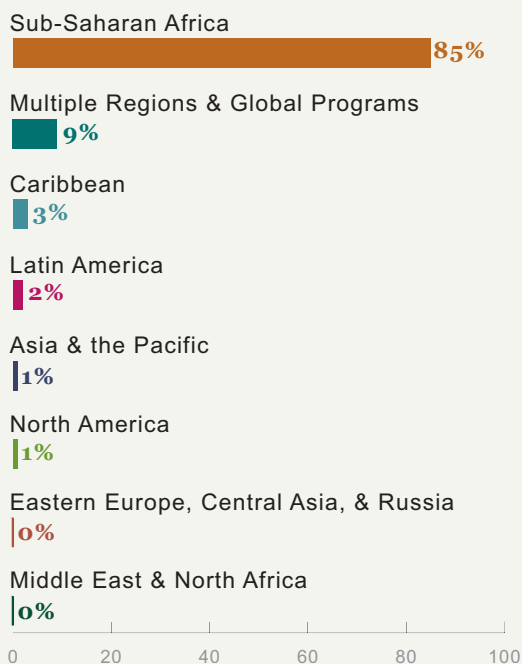 Sub-Saharan Africa
85%
Multiple Regions & Global Programs
9%
Caribbean
3%
Latin America
2%
Asia & the Pacific
1%
North America
1%
Eastern Europe, Central Asia, & Russia
0%
Middle East & North Africa
0%
0 20 40 60 80 100